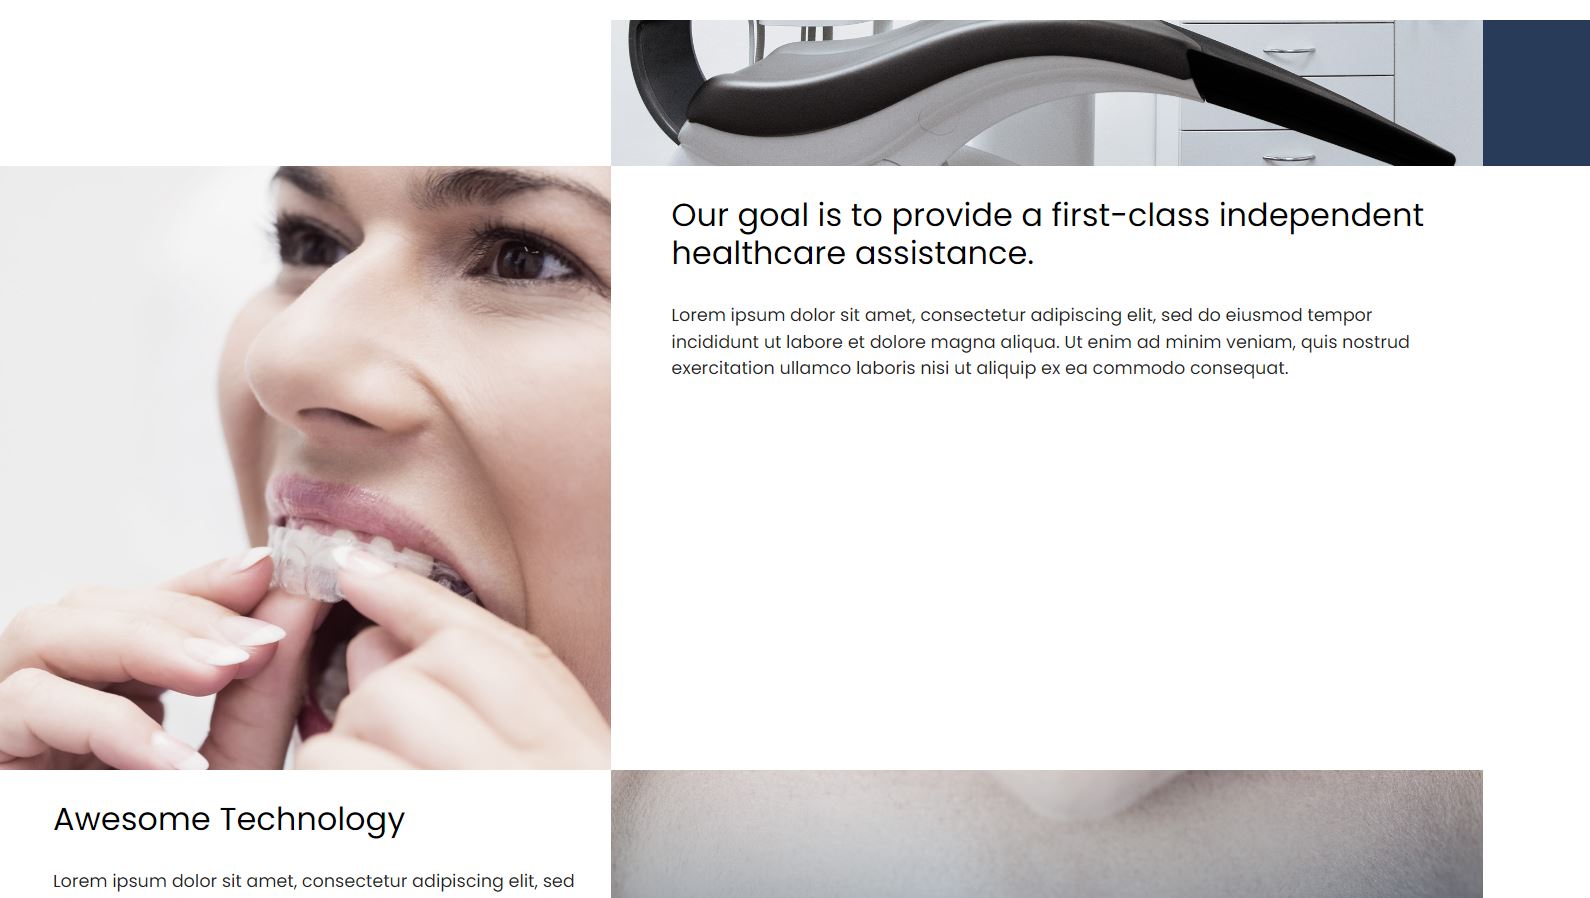 Our goal is to provide a first-class independent
healthcare assistance.
Lorem ipsum dolor sit amet, consectetur adipiscing elit, sed do eiusmod tempor
incididunt ut labore et dolore magna aliqua. Ut enim ad minim veniam, quis nostrud
exercitation ullamco laboris nisi ut aliquip ex ea commodo consequat.
Awesome Technology
Lorem ipsum dolor sit amet, consectetur adipiscing elit, sed